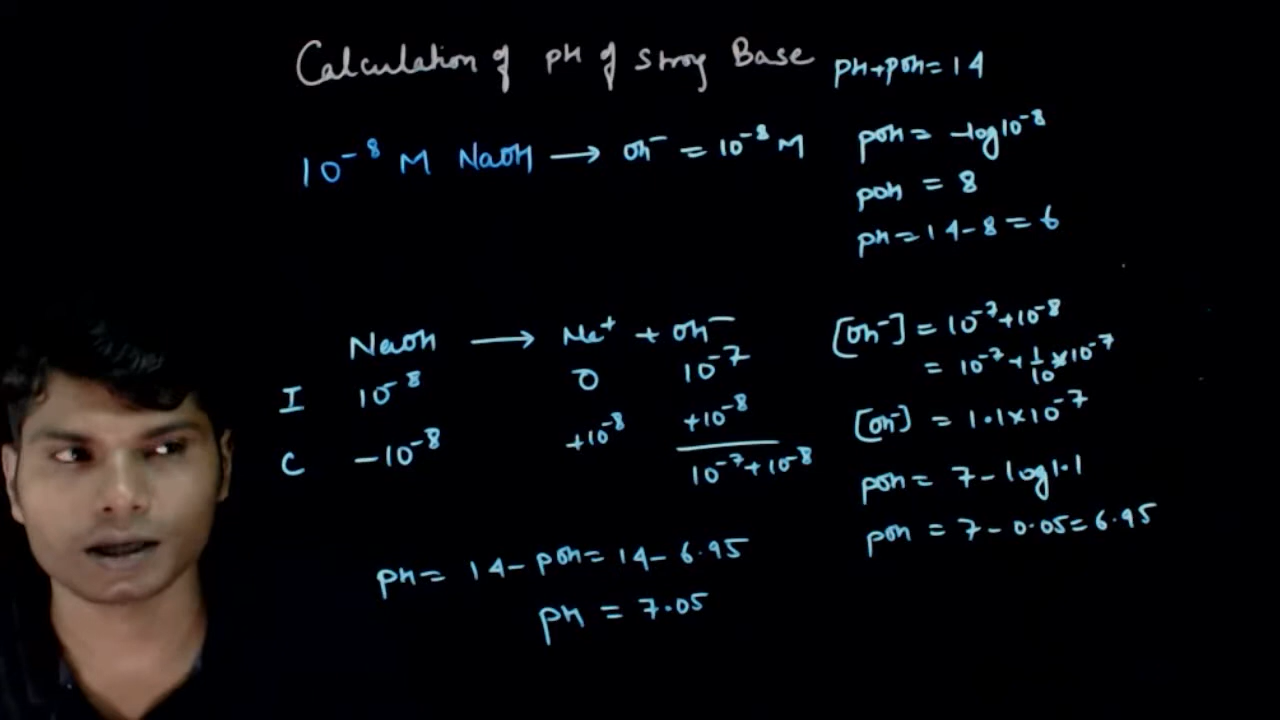 Calculation of pH of Strong Base
pH+pOH=14
10⁻⁸ M NaOH ⟶ OH⁻ = 10⁻⁸ M
pOH = -log10⁻⁸
pOH = 8
pH = 14-8 = 6
NaOH ⟶ Na⁺ + OH⁻
I 10⁻⁸ 0 10⁻⁷
C -10⁻⁸ +10⁻⁸ +10⁻⁸
10⁻⁷+10⁻⁸
[OH⁻] = 10⁻⁷+10⁻⁸
= 10⁻⁷+1/10×10⁻⁷
[OH⁻] = 1.1×10⁻⁷
pOH = 7-log1.1
pOH = 7-0.05=6.95
pH = 14-pOH = 14-6.95
pH = 7.05